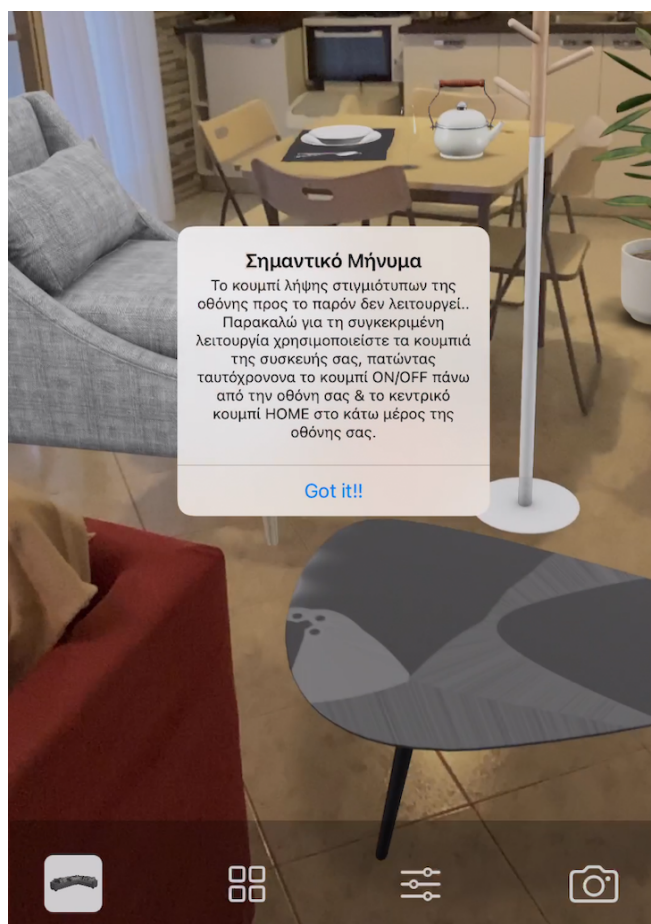 Σημαντικό Μήνυμα
Το κουμπί λήψης στιγμιότυπων της
οθόνης προς το παρόν δεν λειτουργεί..
Παρακαλώ για τη συγκεκριμένη
λειτουργία χρησιμοποιείστε τα κουμπιά
της συσκευής σας, πατώντας
ταυτόχρονονα το κουμπί ON/OFF πάνω
από την οθόνη σας & το κεντρικό
κουμπί HOME στο κάτω μέρος της
οθόνης σας.
Got it!!